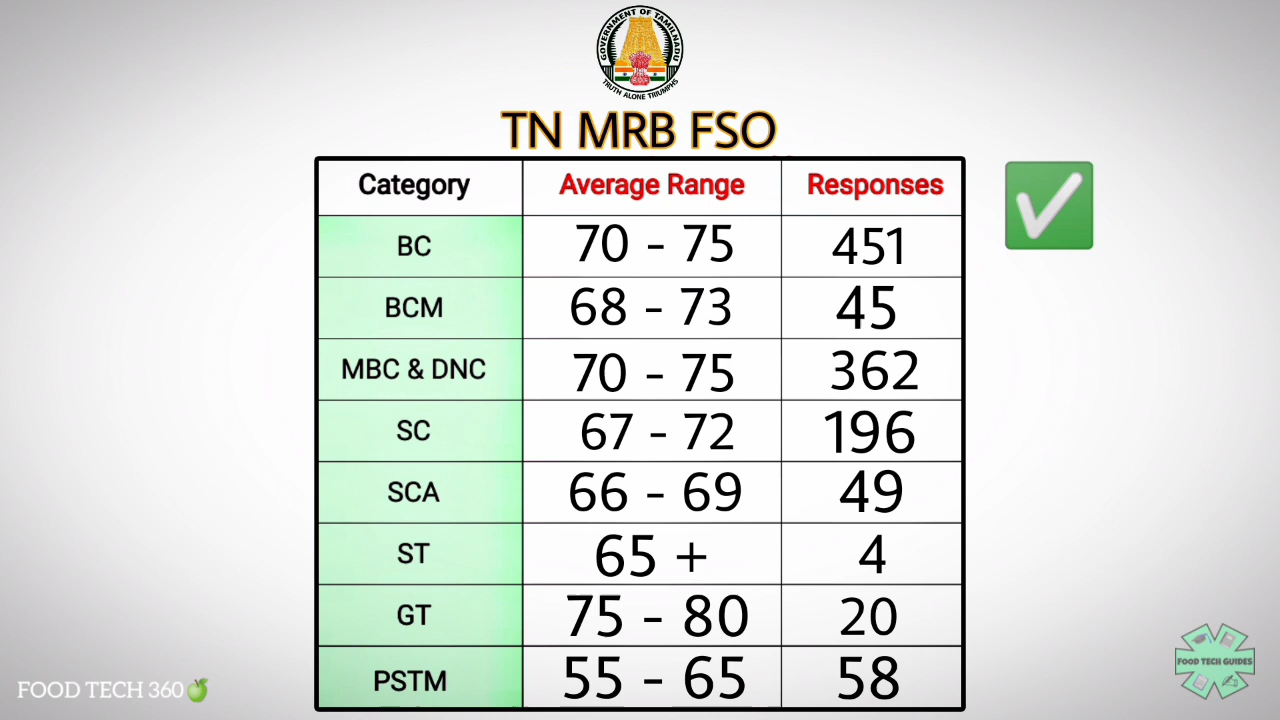 GOVERNMENT OF TAMILNADU
TRUTH ALONE TRIUMPHS
TN MRB FSO
Category Average Range Responses
BC 70 - 75 451
BCM 68 - 73 45
MBC & DNC 70 - 75 362
SC 67 - 72 196
SCA 66 - 69 49
ST 65 + 4
GT 75 - 80 20
PSTM 55 - 65 58
FOOD TECH GUIDES
FOOD TECH 360